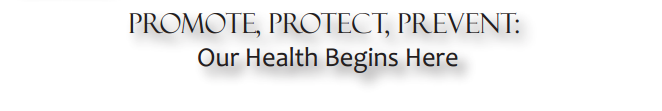 PROMOTE, PROTECT, PREVENT:
Our Health Begins Here